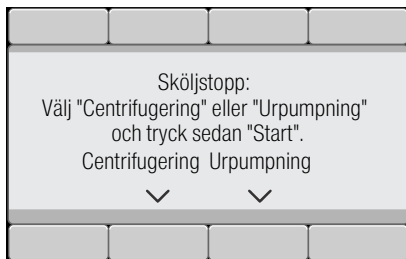 Sköljstopp:
Välj "Centrifugering" eller "Urpumpning"
och tryck sedan "Start".
Centrifugering Urpumpning